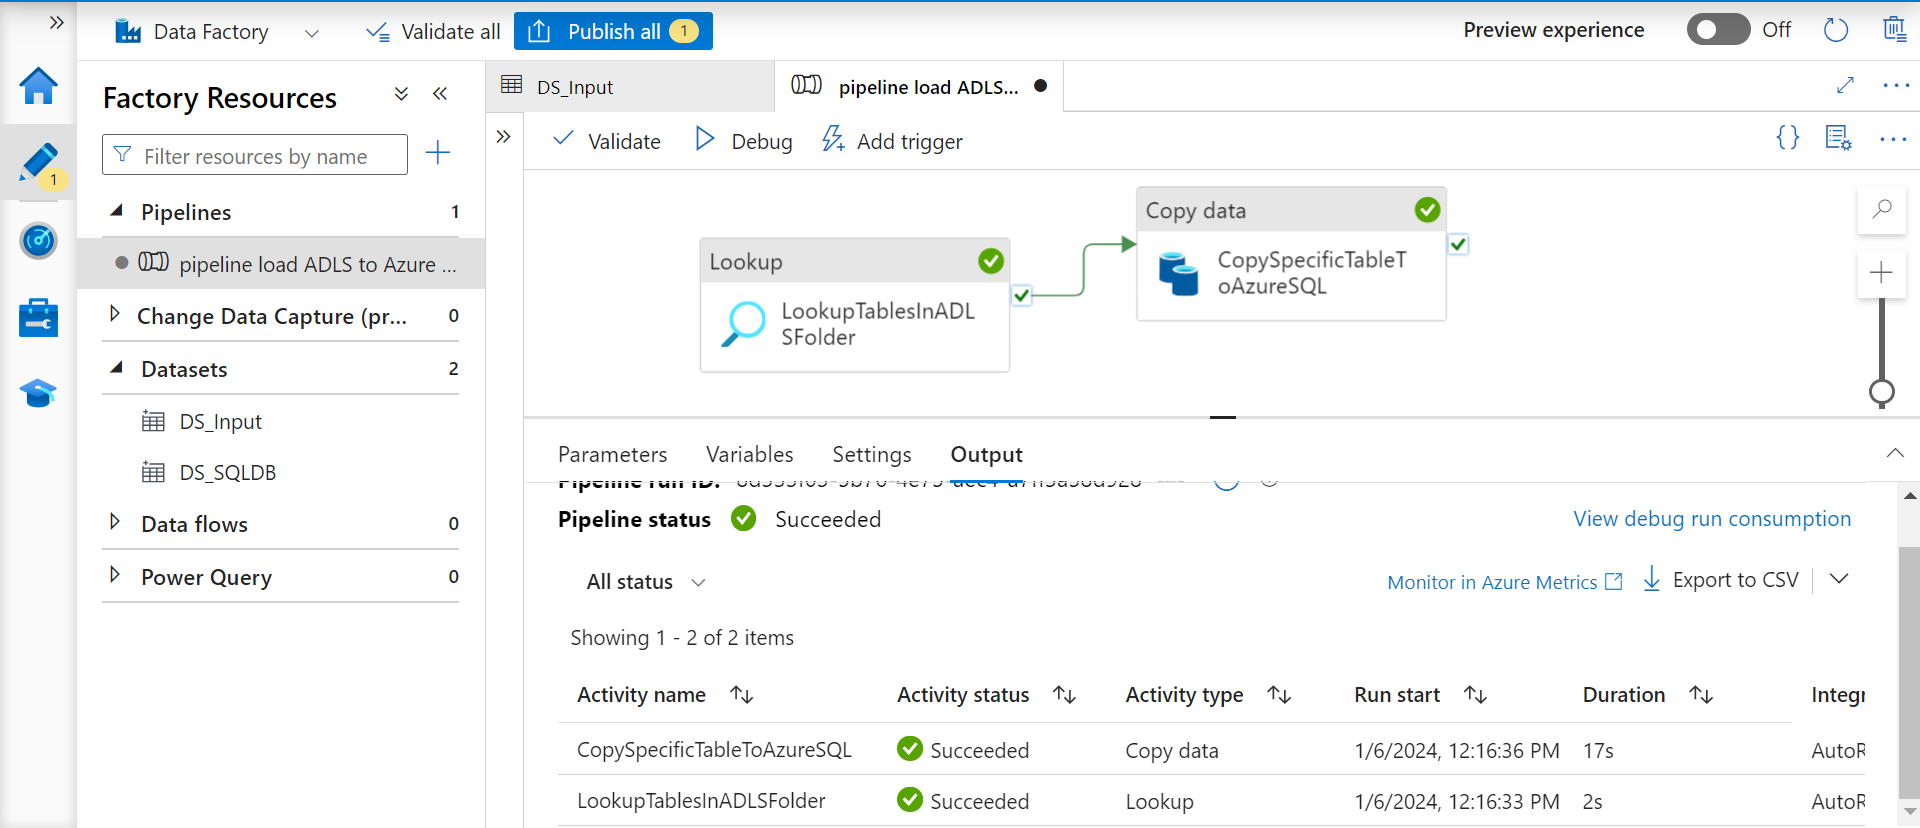 Data Factory
Validate all
Publish all 1
Preview experience Off
Factory Resources
Filter resources by name
1
Pipelines 1
pipeline load ADLS to Azure ...
Change Data Capture (pr... 0
Datasets 2
DS_Input
DS_SQLDB
Data flows 0
Power Query 0
DS_Input
pipeline load ADLS...
Validate Debug Add trigger
Lookup
LookupTablesInADL
SFolder
Copy data
CopySpecificTableT
oAzureSQL
Parameters Variables Settings Output
Pipeline run ID:
Pipeline status Succeeded
View debug run consumption
All status
Monitor in Azure Metrics Export to CSV
Showing 1 - 2 of 2 items
Activity name Activity status Activity type Run start Duration Integr
CopySpecificTableToAzureSQL Succeeded Copy data 1/6/2024, 12:16:36 PM 17s AutoR
LookupTablesInADLSFolder Succeeded Lookup 1/6/2024, 12:16:33 PM 2s AutoR